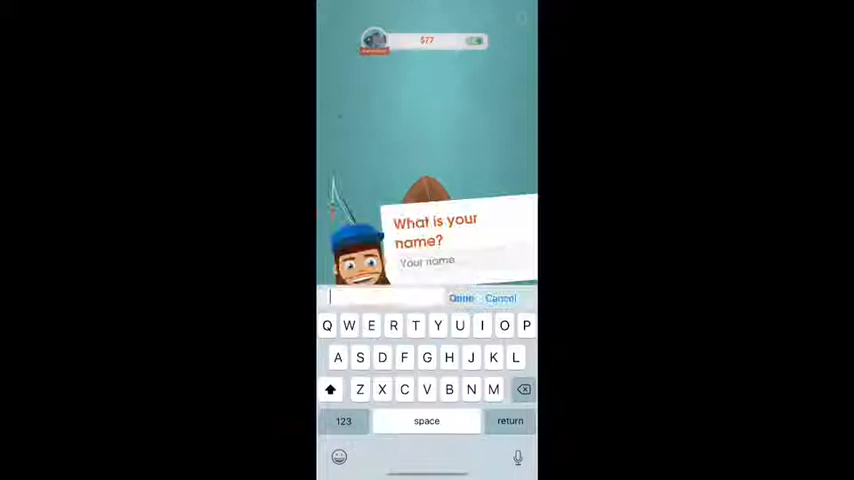 $77
What is your
name?
Your name
Done Cancel
Q W E R T Y U I O P
A S D F G H J K L
Z X C V B N M
123 space return